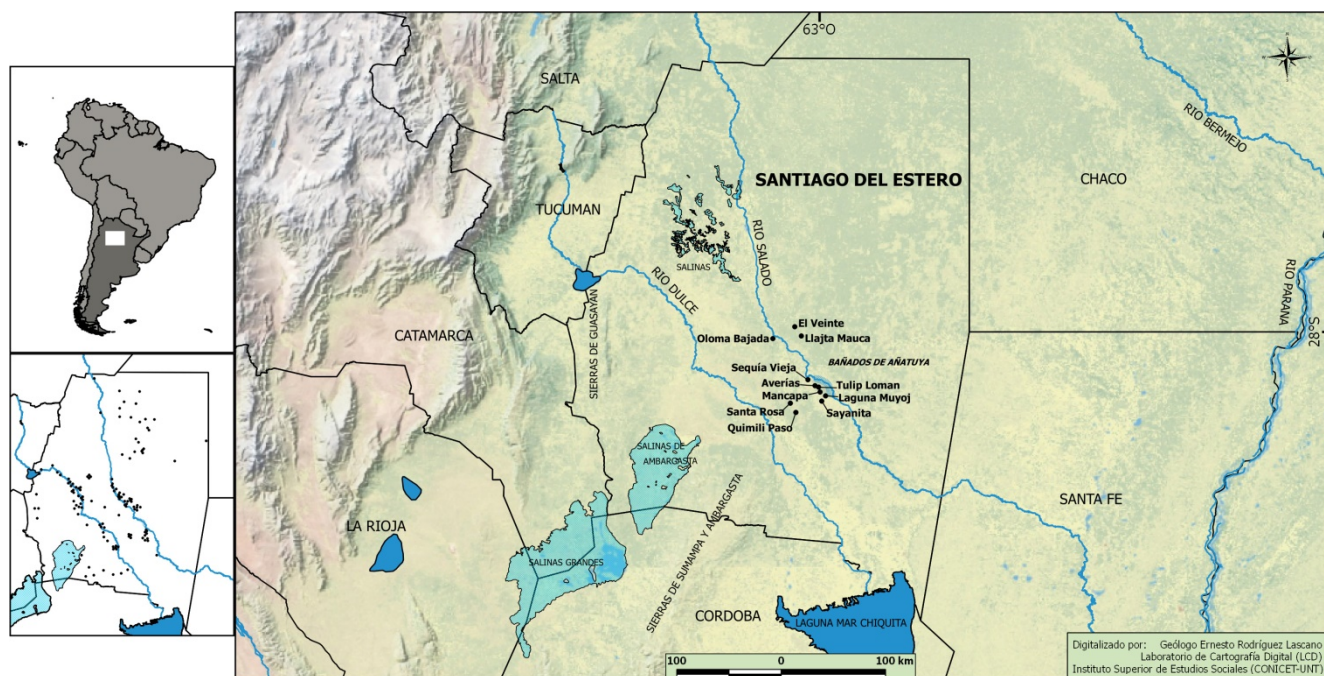 63°O
SALTA
SANTIAGO DEL ESTERO
CHACO
RIO BERMEJO
TUCUMAN
RIO SALADO
SALINAS
RIO DULCE
RIO PARANA
28°S
SIERRAS DE GUASAYAN
CATAMARCA
El Veinte
Oloma Bajada
Llajta Mauca
BAÑADOS DE AÑATUYA
Sequía Vieja
Averías
Tulip Loman
Mancapa
Laguna Muyoj
Santa Rosa
Sayanita
Quimili Paso
SALINAS DE
AMBARGASTA
SIERRAS DE SUMAMPA Y AMBARGASTA
SANTA FE
LA RIOJA
SALINAS GRANDES
CORDOBA
LAGUNA MAR CHIQUITA
100 0 100 km
Digitalizado por: Geólogo Ernesto Rodríguez Lascano
Laboratorio de Cartografía Digital (LCD)
Instituto Superior de Estudios Sociales (CONICET-UNT)